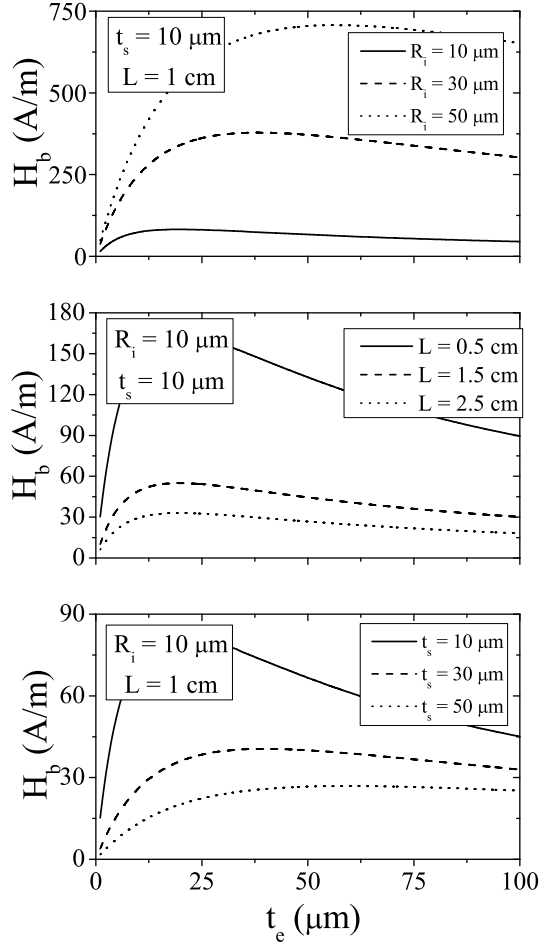 750
500
250
0
H_b (A/m)
t_s = 10 μm
L = 1 cm
R_i = 10 μm
R_i = 30 μm
R_i = 50 μm
180
150
120
90
60
30
0
H_b (A/m)
R_i = 10 μm
t_s = 10 μm
L = 0.5 cm
L = 1.5 cm
L = 2.5 cm
90
60
30
0
H_b (A/m)
R_i = 10 μm
L = 1 cm
t_s = 10 μm
t_s = 30 μm
t_s = 50 μm
0 25 50 75 100
t_e (μm)